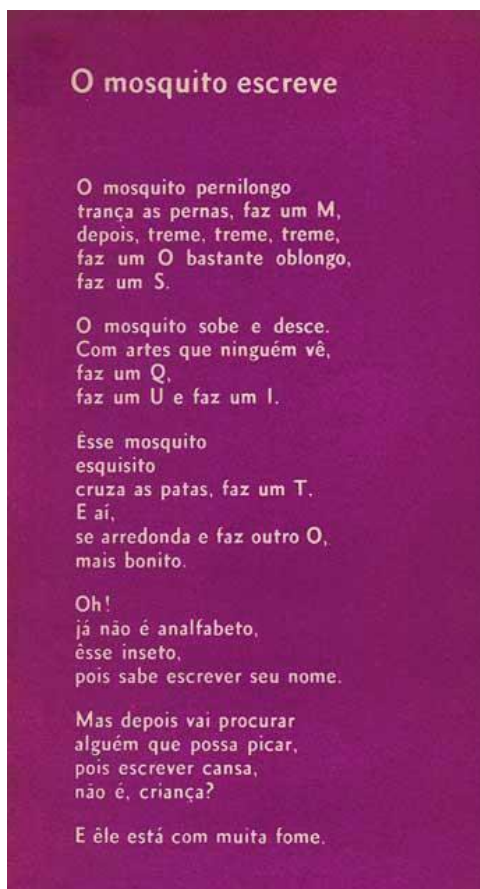 O mosquito escreve
O mosquito pernilongo
trança as pernas, faz um M,
depois, treme, treme, treme,
faz um O bastante oblongo,
faz um S.
O mosquito sobe e desce.
Com artes que ninguém vê,
faz um Q,
faz um U e faz um I.
Êsse mosquito
esquisito
cruza as patas, faz um T.
E aí,
se arredonda e faz outro O,
mais bonito.
Oh!
já não é analfabeto,
êsse inseto,
pois sabe escrever seu nome.
Mas depois vai procurar
alguém que possa picar,
pois escrever cansa,
não é, criança?
E êle está com muita fome.